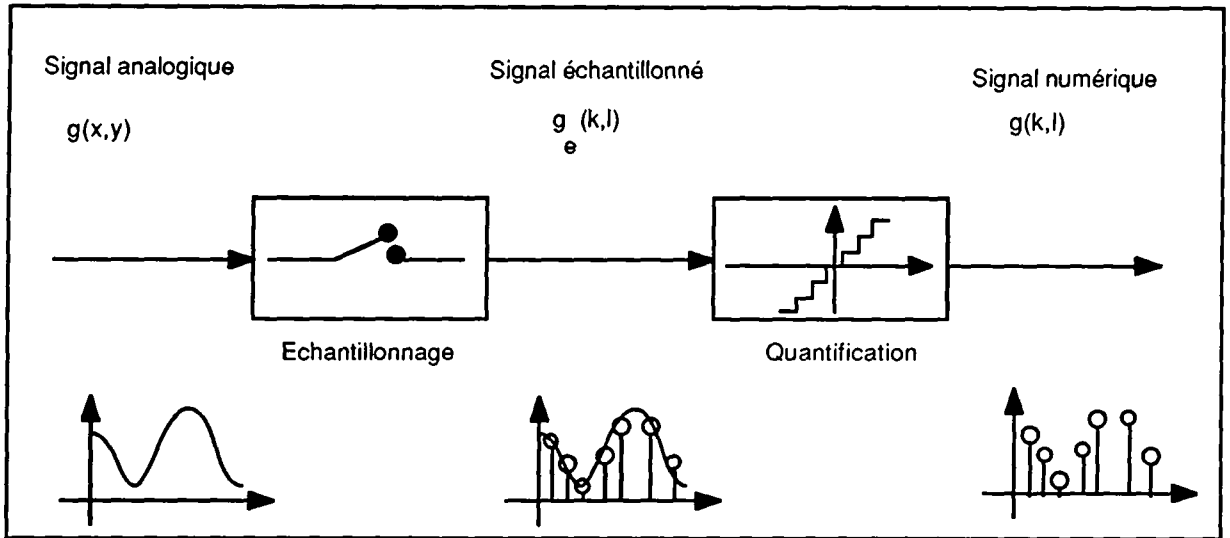 Signal analogique
g(x,y)
Signal échantillonné
g (k,l)
e
Signal numérique
g(k,l)
Echantillonnage
Quantification